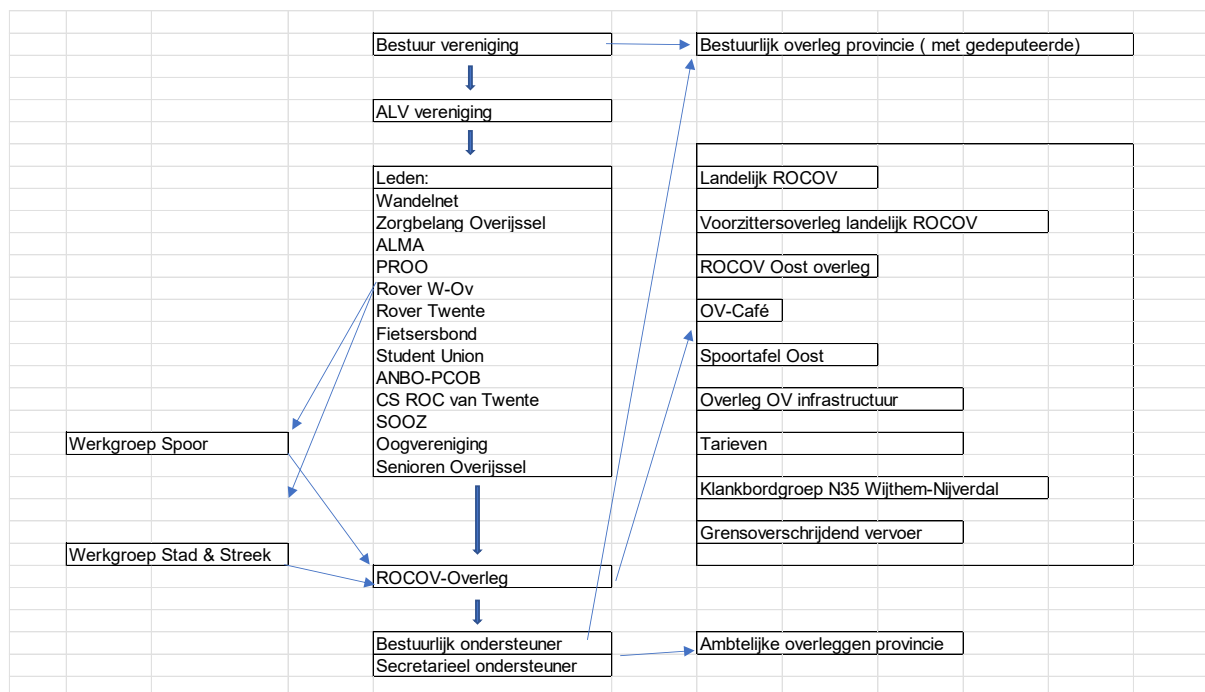 Bestuur vereniging
Bestuurlijk overleg provincie ( met gedeputeerde)
ALV vereniging
Leden:
Wandelnet
Zorgbelang Overijssel
ALMA
PROO
Rover W-Ov
Rover Twente
Fietsersbond
Student Union
ANBO-PCOB
CS ROC van Twente
SOOZ
Oogvereniging
Senioren Overijssel
Landelijk ROCOV
Voorzittersoverleg landelijk ROCOV
ROCOV Oost overleg
OV-Café
Spoortafel Oost
Overleg OV infrastructuur
Tarieven
Klankbordgroep N35 Wijthem-Nijverdal
Grensoverschrijdend vervoer
Werkgroep Spoor
Werkgroep Stad & Streek
ROCOV-Overleg
Bestuurlijk ondersteuner
Secretarieel ondersteuner
Ambtelijke overleggen provincie